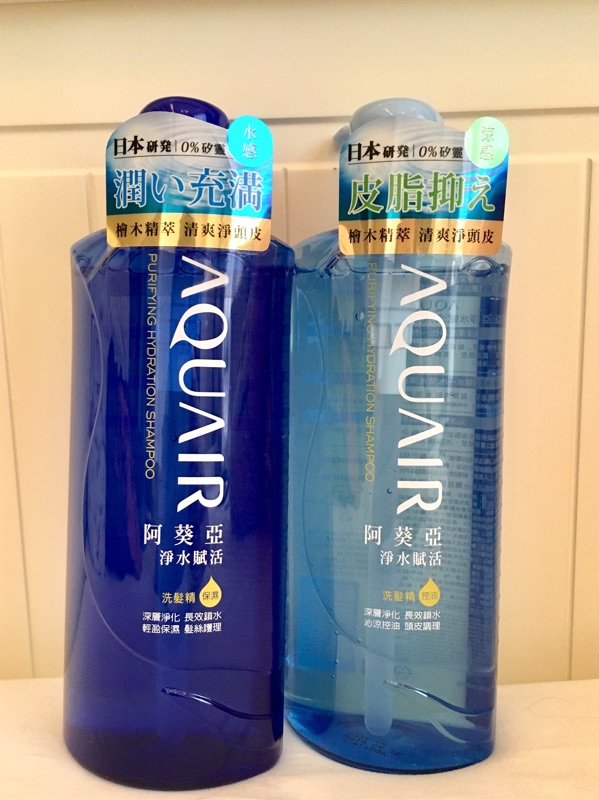 日本研發 | 0%矽靈
水感
潤い充満
檜木精萃 清爽淨頭皮
AQUAIR
PURIFYING HYDRATION SHAMPOO
阿葵亞
淨水賦活
洗髮精 保濕
深層淨化 長效鎖水
輕盈保濕 髮絲護理
日本研發 | 0%矽靈
涼感
皮脂抑え
檜木精萃 清爽淨頭皮
AQUAIR
PURIFYING HYDRATION SHAMPOO
阿葵亞
淨水賦活
洗髮精 控油
深層淨化 長效鎖水
沁涼控油 頭皮調理